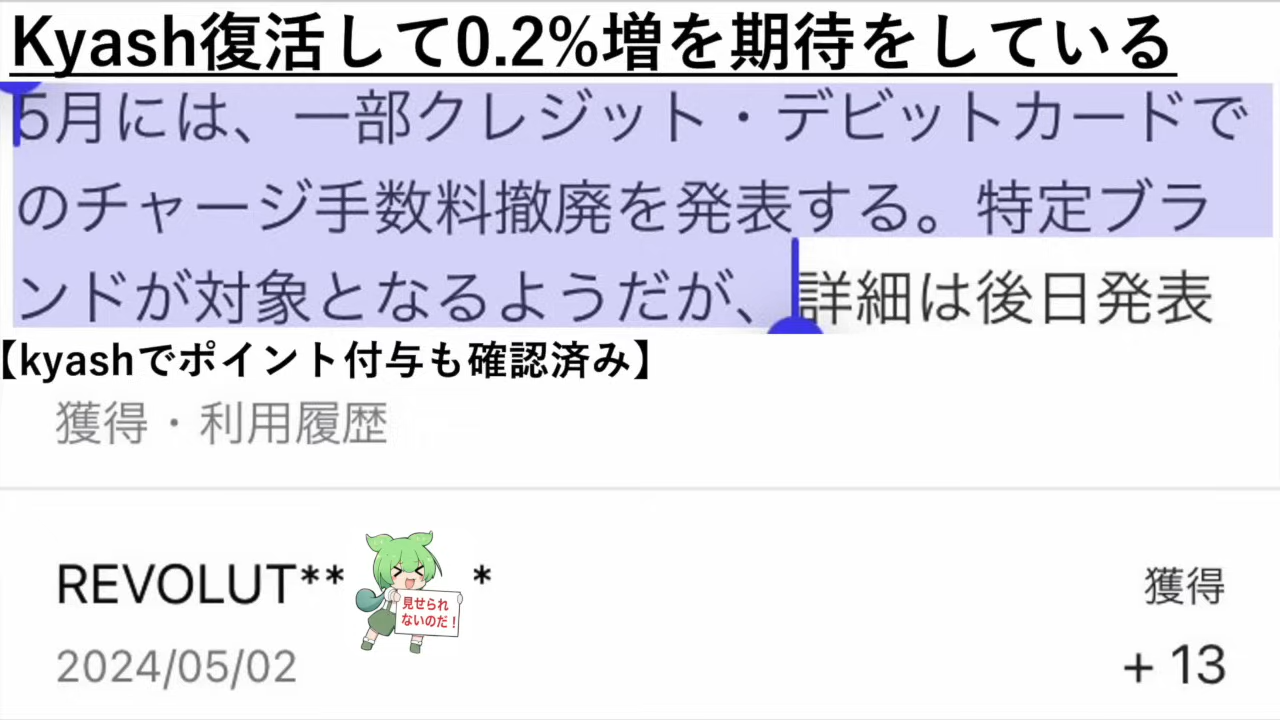 Kyash復活して0.2%増を期待をしている
5月には、一部クレジット・デビットカードで
のチャージ手数料撤廃を発表する。特定ブラ
ンドが対象となるようだが、詳細は後日発表
【kyashでポイント付与も確認済み】
獲得・利用履歴
REVOLUT** *
獲得
見せられ
ないのだ!
2024/05/02
+ 13